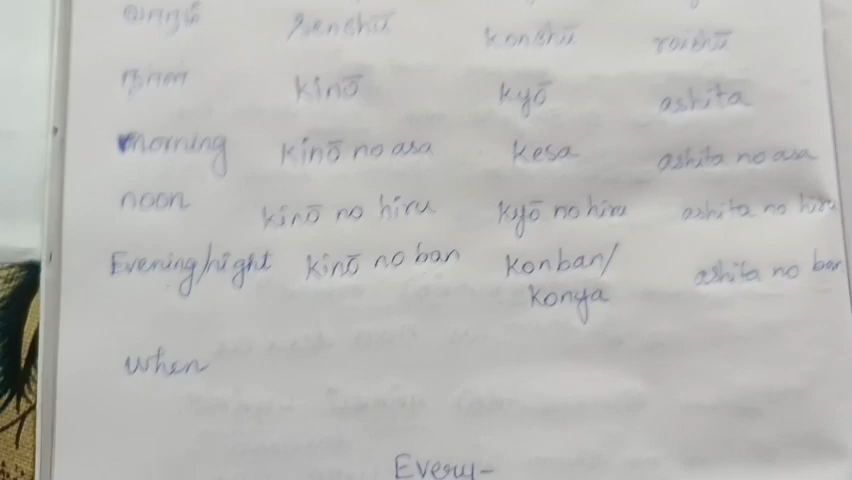 வாரம் senshū konshū raishū
நாள் kinō kyō ashita
morning kinō no asa kesa ashita no asa
noon kinō no hiru kyō no hiru ashita no hiru
Evening/night kinō no ban konban/ ashita no ban
konya
when
Every-